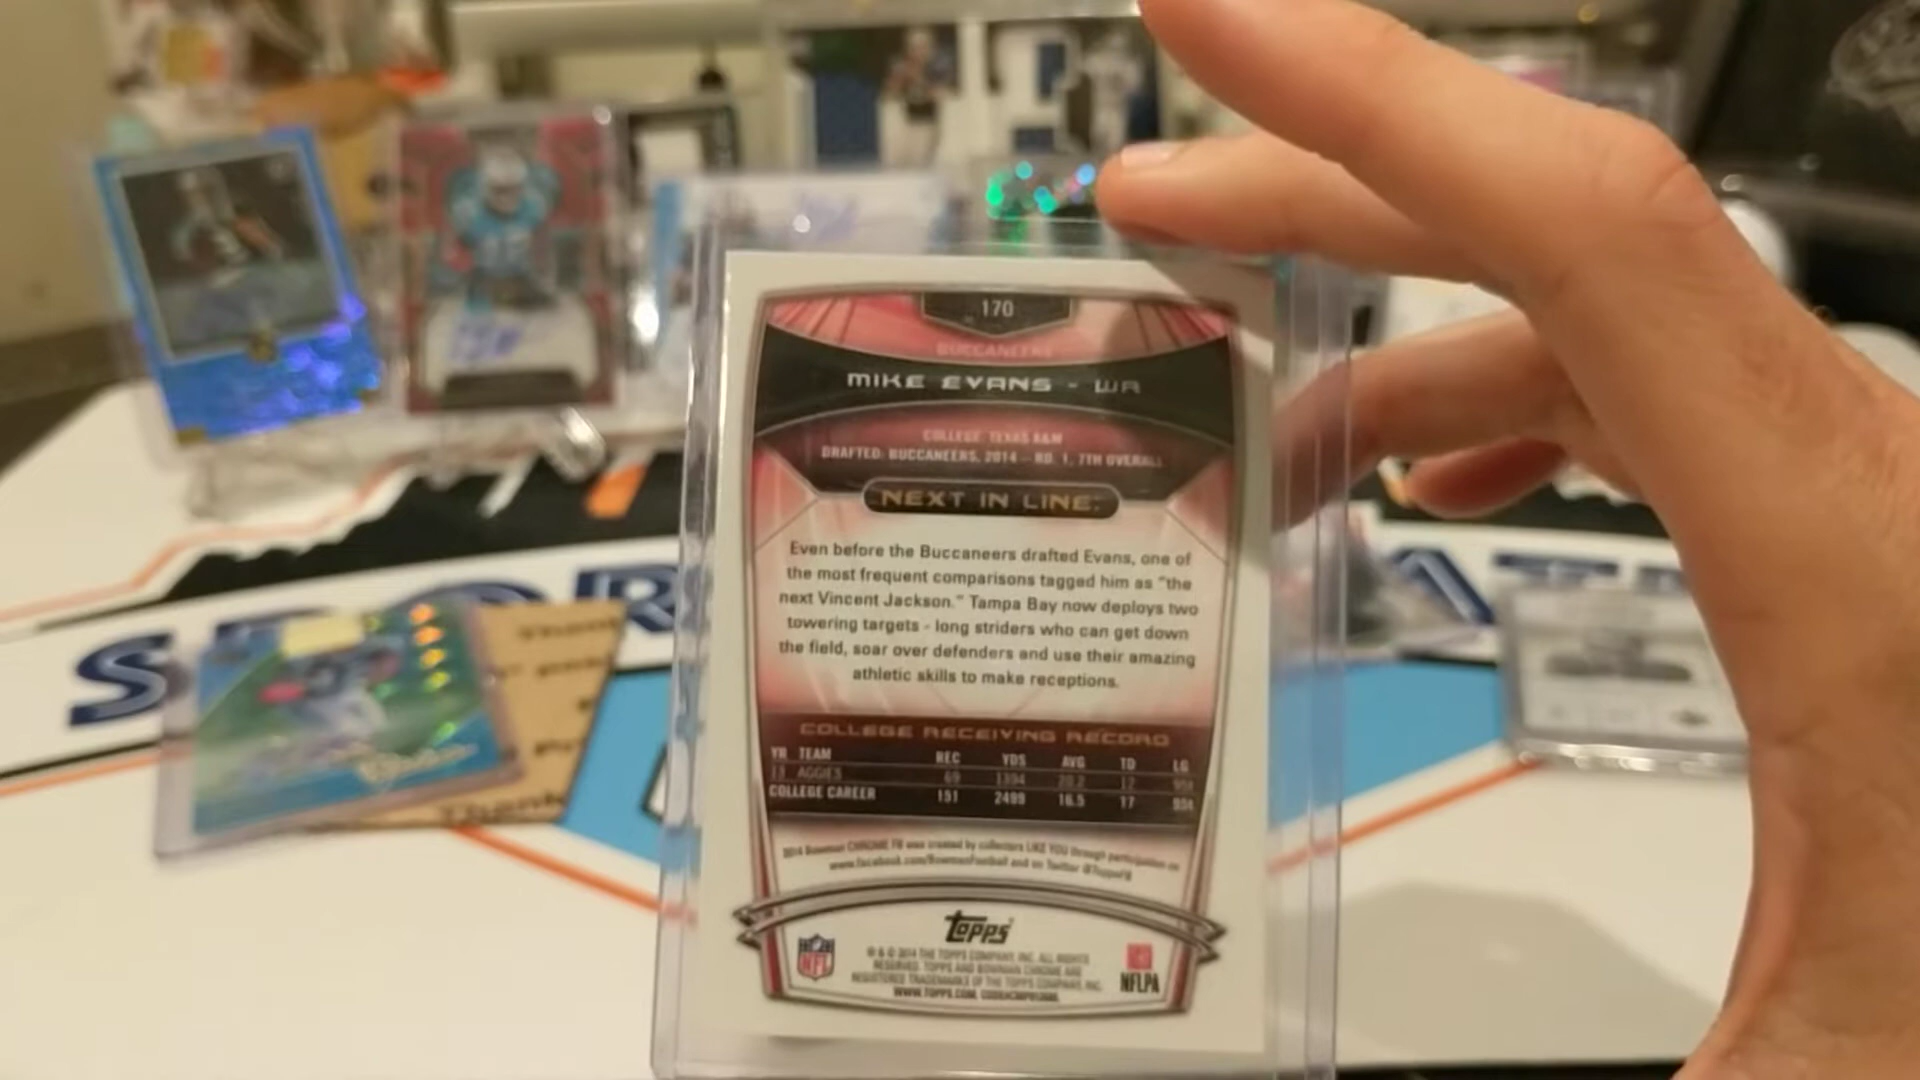 170
BUCCANEERS
MIKE EVANS - WR
COLLEGE: TEXAS A&M
DRAFTED: BUCCANEERS, 2014 - RD. 1, 7TH OVERALL
NEXT IN LINE:
Even before the Buccaneers drafted Evans, one of
the most frequent comparisons tagged him as "the
next Vincent Jackson." Tampa Bay now deploys two
towering targets - long striders who can get down
the field, soar over defenders and use their amazing
athletic skills to make receptions.
COLLEGE RECEIVING RECORD
YR TEAM REC YDS AVG TD LG
13 AGGIES 69 1394 20.2 12 95t
COLLEGE CAREER 151 2499 16.5 17 95t
2014 Bowman CHROME FB was created by collectors LIKE YOU through participation on
www.facebook.com/BowmanFootball and on Twitter @ToppsFB
Topps
NFL
® & © 2014 THE TOPPS COMPANY, INC. ALL RIGHTS
RESERVED. TOPPS AND BOWMAN CHROME ARE
REGISTERED TRADEMARKS OF THE TOPPS COMPANY, INC.
WWW.TOPPS.COM
NFLPA
Thank